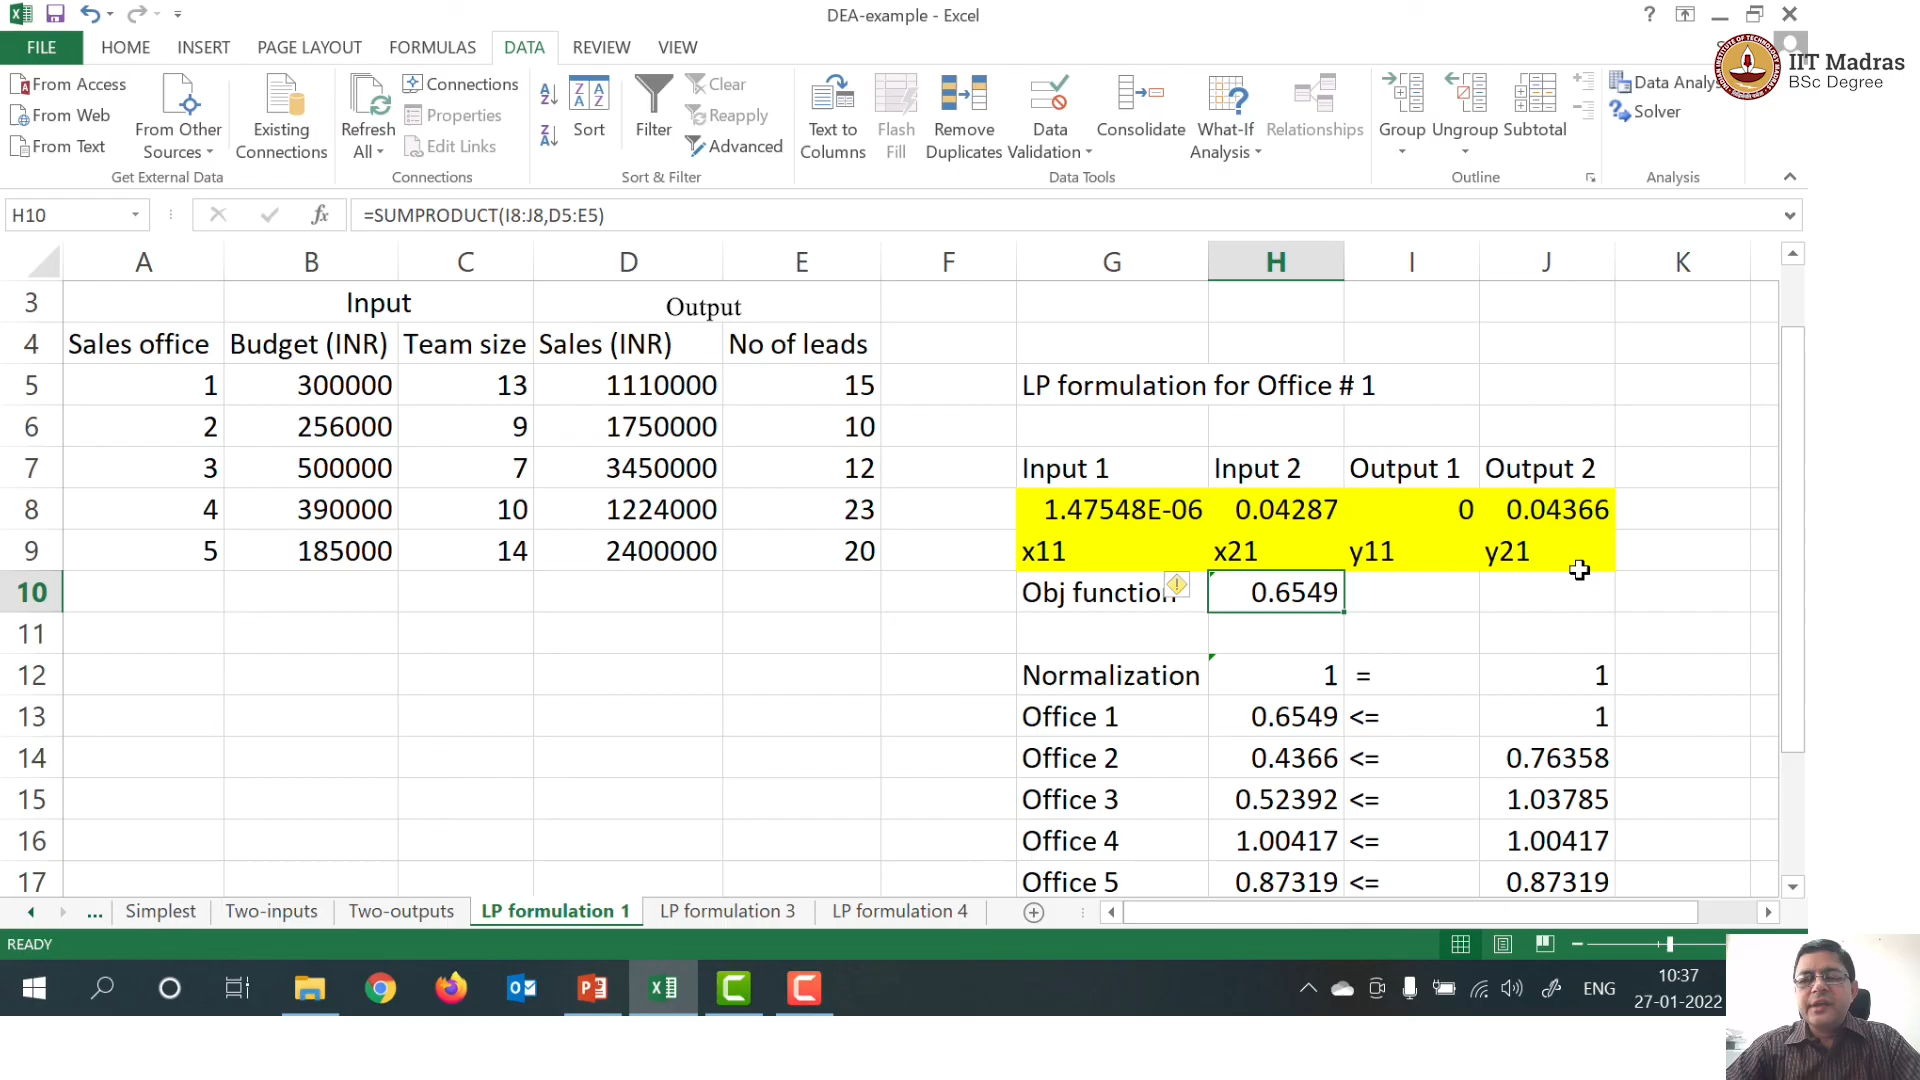 DEA-example - Excel
FILE HOME INSERT PAGE LAYOUT FORMULAS DATA REVIEW VIEW
IIT Madras
BSc Degree
From Access
From Web
From Text
From Other Sources
Existing Connections
Get External Data
Refresh All
Connections
Properties
Edit Links
Connections
Sort
Filter
Clear
Reapply
Advanced
Sort & Filter
Text to Columns
Flash Fill
Remove Duplicates
Data Validation
Consolidate
What-If Analysis
Relationships
Data Tools
Group
Ungroup
Subtotal
Outline
Data Analys
Solver
Analysis
H10 fx =SUMPRODUCT(I8:J8,D5:E5)
A B C D E F G H I J K
3 Input Output
4 Sales office Budget (INR) Team size Sales (INR) No of leads
5 1 300000 13 1110000 15 LP formulation for Office # 1
6 2 256000 9 1750000 10
7 3 500000 7 3450000 12 Input 1 Input 2 Output 1 Output 2
8 4 390000 10 1224000 23 1.47548E-06 0.04287 0 0.04366
9 5 185000 14 2400000 20 x11 x21 y11 y21
10 Obj function 0.6549
11
12 Normalization 1 = 1
13 Office 1 0.6549 <= 1
14 Office 2 0.4366 <= 0.76358
15 Office 3 0.52392 <= 1.03785
16 Office 4 1.00417 <= 1.00417
17 Office 5 0.87319 <= 0.87319
... Simplest Two-inputs Two-outputs LP formulation 1 LP formulation 3 LP formulation 4
READY
ENG
10:37
27-01-2022